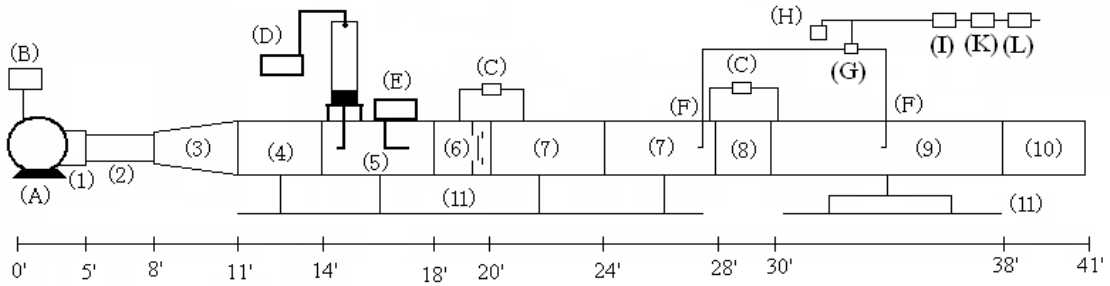 (H)
(D)
(I) (K) (L)
(B)
(E) (C) (G)
(C)
(F) (F)
(1) (2) (3) (4) (5) (6) (7) (7) (8) (9) (10)
(A)
(11) (11)
0' 5' 8' 11' 14' 18' 20' 24' 28' 30' 38' 41'